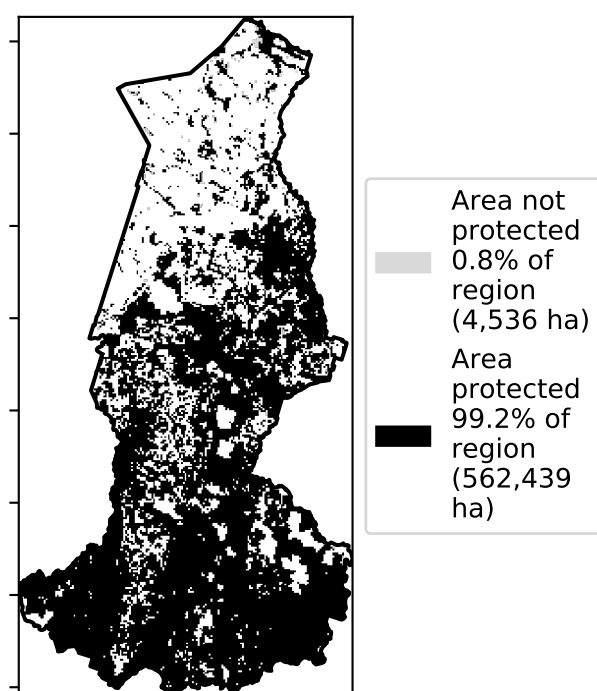 Area not
protected
0.8% of
region
(4,536 ha)
Area
protected
99.2% of
region
(562,439
ha)